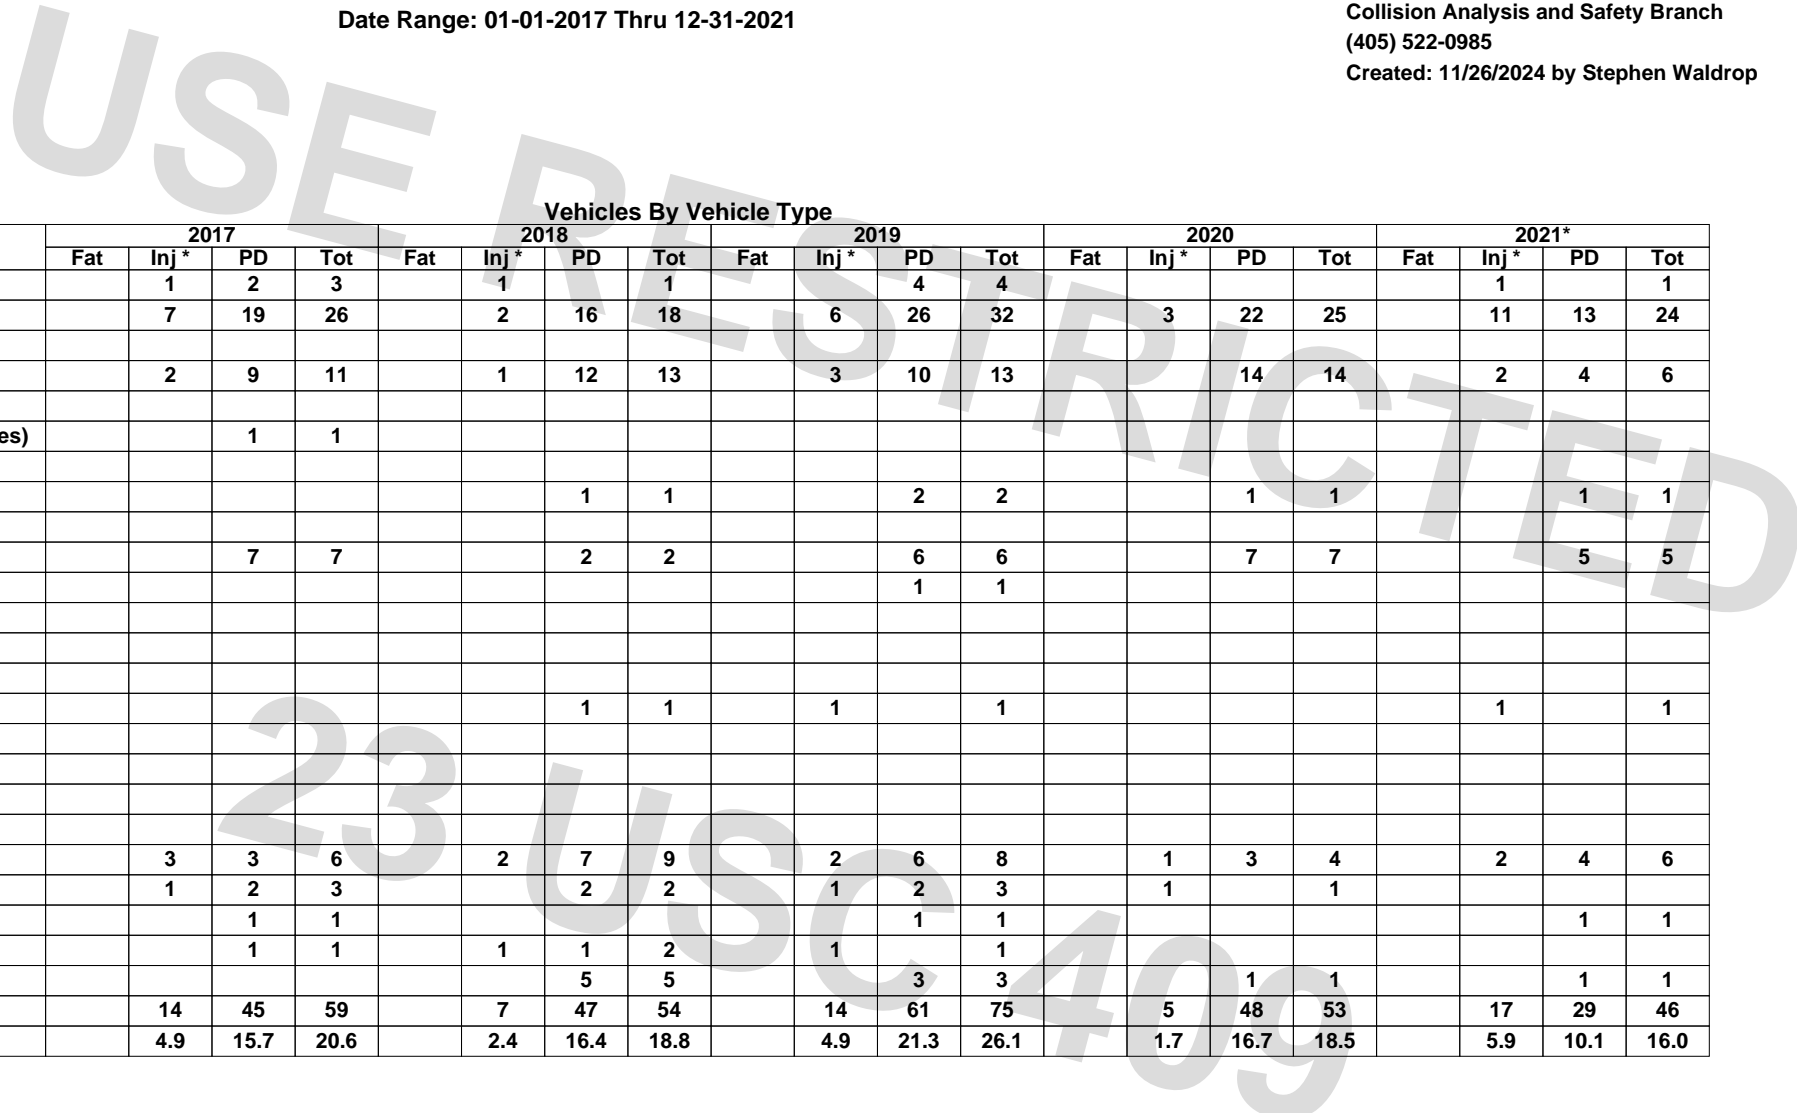 Date Range: 01-01-2017 Thru 12-31-2021
Collision Analysis and Safety Branch
(405) 522-0985
Created: 11/26/2024 by Stephen Waldrop
USE RESTRICTED
Vehicles By Vehicle Type
2017 2018 2019 2020 2021*
Fat Inj * PD Tot Fat Inj * PD Tot Fat Inj * PD Tot Fat Inj * PD Tot Fat Inj * PD Tot
1 2 3 1 1 4 4 1 1
7 19 26 2 16 18 6 26 32 3 22 25 11 13 24
2 9 11 1 12 13 3 10 13 14 14 2 4 6
es) 1 1
1 1 2 2 1 1 1 1
7 7 2 2 6 6 7 7 5 5
1 1
1 1 1 1 1 1
3 3 6 2 7 9 2 6 8 1 3 4 2 4 6
1 2 3 2 2 1 2 3 1 1
1 1 1 1 1 1
1 1 1 1 2 1 1
5 5 3 3 1 1 1 1
14 45 59 7 47 54 14 61 75 5 48 53 17 29 46
4.9 15.7 20.6 2.4 16.4 18.8 4.9 21.3 26.1 1.7 16.7 18.5 5.9 10.1 16.0
23 USC 409